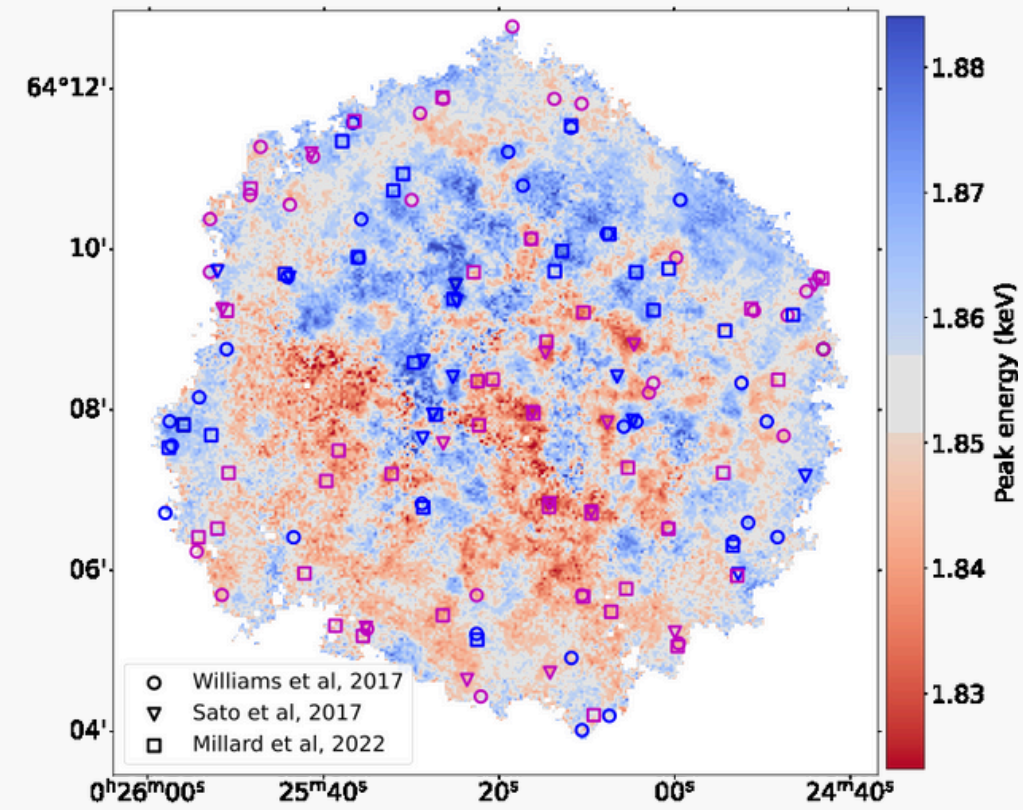 64°12'
10'
08'
06'
04'
0ʰ26ᵐ00ˢ
25ᵐ40ˢ
20ˢ
00ˢ
24ᵐ40ˢ
Williams et al, 2017
Sato et al, 2017
Millard et al, 2022
1.88
1.87
1.86
1.85
1.84
1.83
Peak energy (keV)